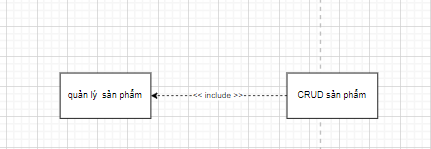 quản lý sản phẩm
<< include >>
CRUD sản phẩm